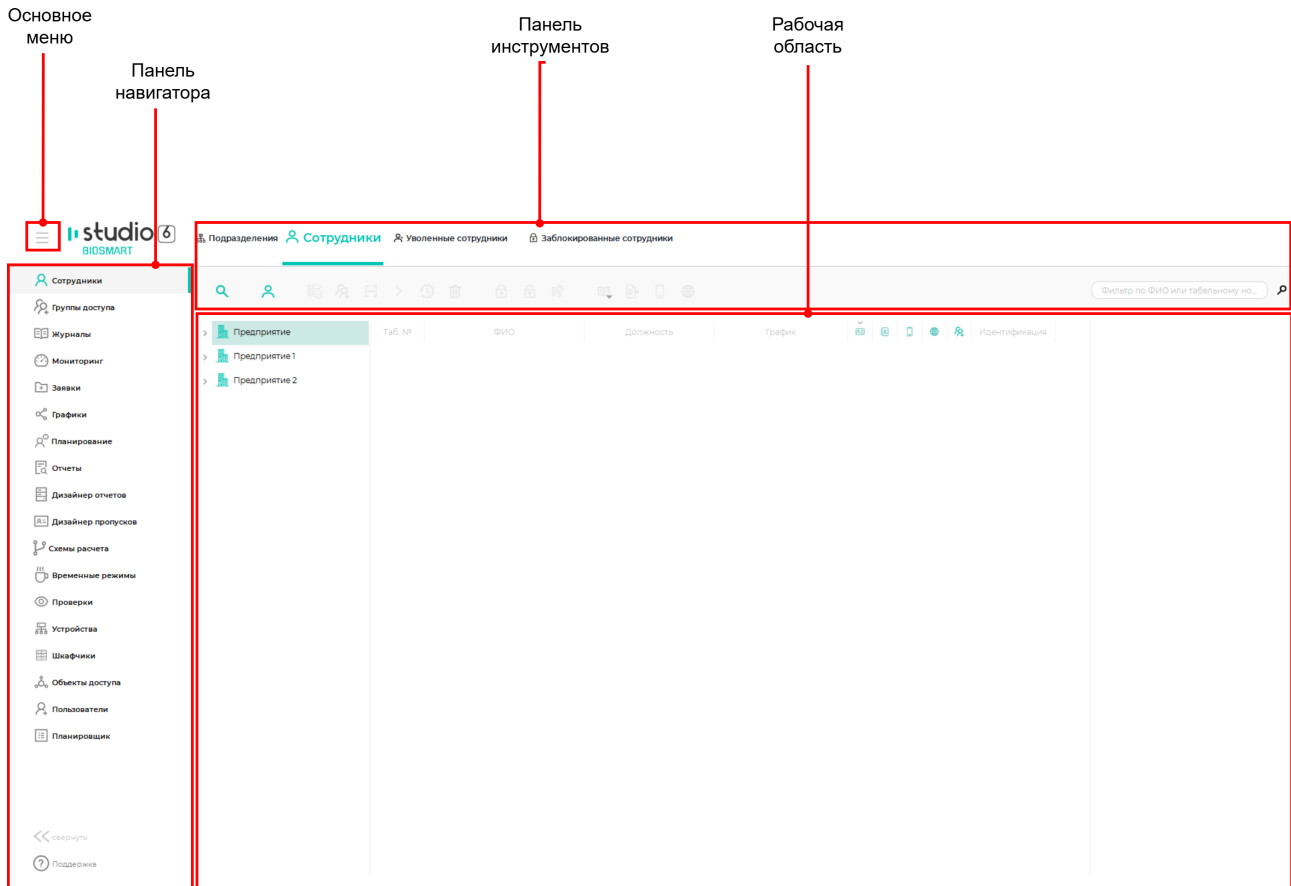 Основное
меню
Панель
инструментов
Рабочая
область
Панель
навигатора
studio 6
BIOSMART
Подразделения Сотрудники Уволенные сотрудники Заблокированные сотрудники
Фильтр по ФИО или табельному но...
Сотрудники
Группы доступа
Журналы
Мониторинг
Заявки
Графики
Планирование
Отчеты
Дизайнер отчетов
Дизайнер пропусков
Схемы расчета
Временные режимы
Проверки
Устройства
Шкафчики
Объекты доступа
Пользователи
Планировщик
свернуть
Поддержка
Предприятие
Предприятие 1
Предприятие 2
Таб. № ФИО Должность График Идентификация